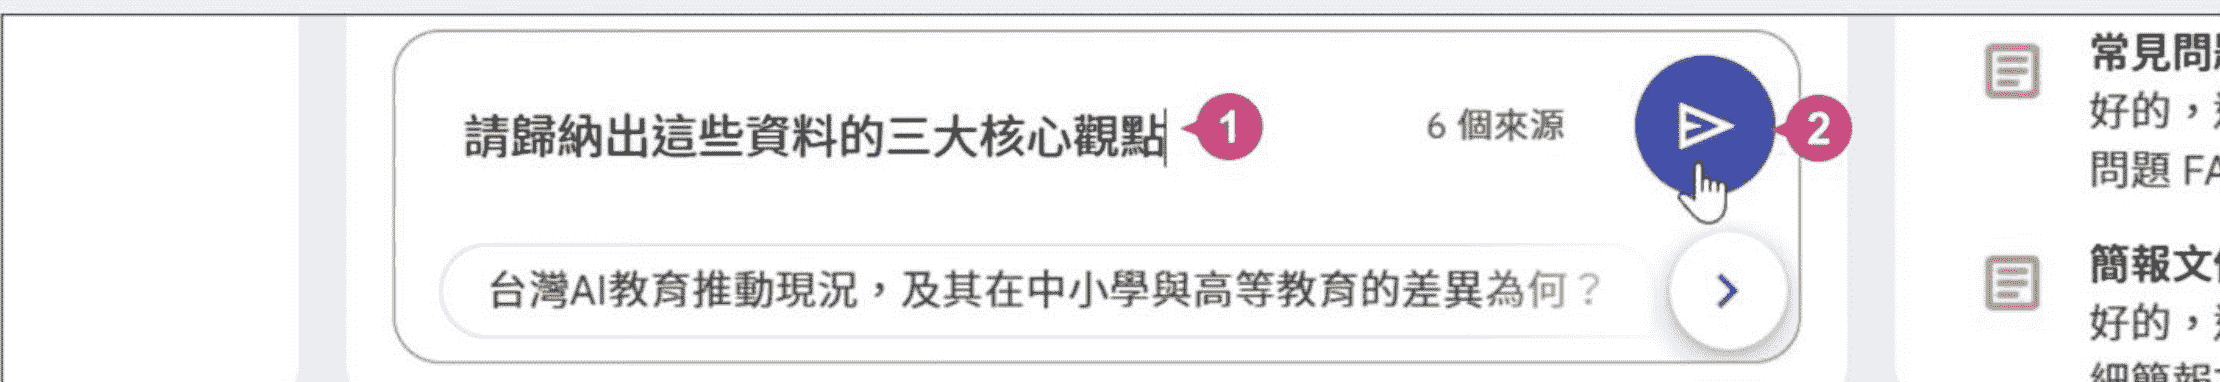 請歸納出這些資料的三大核心觀點
1
6 個來源
2
台灣AI教育推動現況，及其在中小學與高等教育的差異為何？
常見問
好的，
問題 FA
簡報文
好的，
細簡報